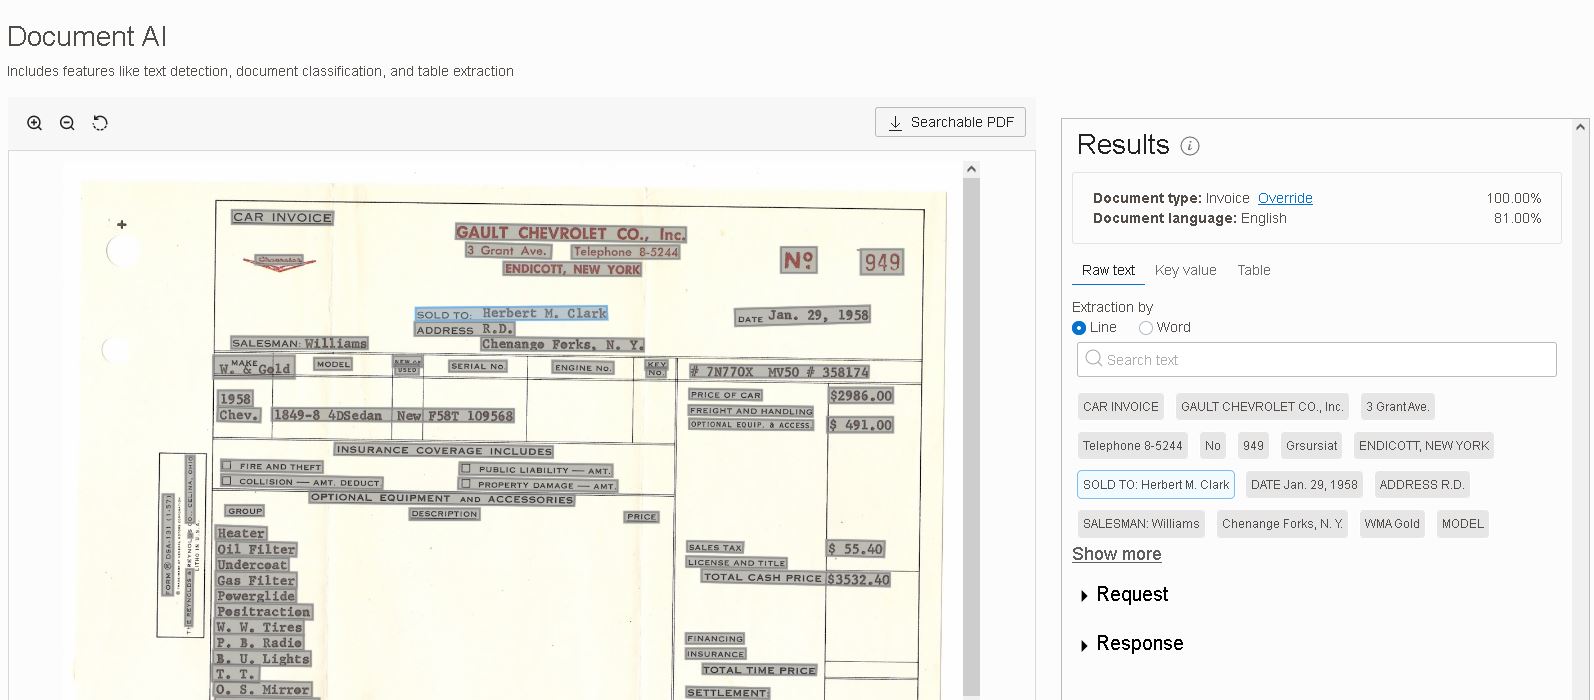 Document AI
Includes features like text detection, document classification, and table extraction
Searchable PDF
CAR INVOICE
GAULT CHEVROLET CO., Inc.
3 Grant Ave. Telephone 8-5244
ENDICOTT, NEW YORK
Chevrolet
No 949
SOLD TO: Herbert M. Clark
DATE Jan. 29, 1958
ADDRESS R.D.
SALESMAN: Williams
Chenango Forks, N. Y.
MAKE MODEL NEW OR USED SERIAL No ENGINE No. KEY No.
W. & Gold
# 7N770X MV50 # 358174
1958
Chev. 1849-8 4DSedan New F58T 109568
PRICE OF CAR $2986.00
FREIGHT AND HANDLING
OPTIONAL EQUIP. & ACCESS. $ 491.00
INSURANCE COVERAGE INCLUDES
FIRE AND THEFT PUBLIC LIABILITY — AMT.
COLLISION — AMT. DEDUCT PROPERTY DAMAGE — AMT.
OPTIONAL EQUIPMENT AND ACCESSORIES
GROUP DESCRIPTION PRICE
Heater
Oil Filter
Undercoat
Gas Filter
Powerglide
Positraction
W. W. Tires
P. B. Radio
B. U. Lights
T. T.
O. S. Mirror
SALES TAX $ 55.40
LICENSE AND TITLE
TOTAL CASH PRICE $3532.40
FINANCING
INSURANCE
TOTAL TIME PRICE
SETTLEMENT:
FORM ® DSA-131 (1-57)
THE REYNOLDS & REYNOLDS CO., CELINA, OHIO
LITHO IN U.S.A.
Results
Document type: Invoice Override 100.00%
Document language: English 81.00%
Raw text Key value Table
Extraction by
Line Word
Search text
CAR INVOICE GAULT CHEVROLET CO., Inc. 3 GrantAve.
Telephone 8-5244 No 949 Grsursiat ENDICOTT, NEW YORK
SOLD TO: Herbert M. Clark DATE Jan. 29, 1958 ADDRESS R.D.
SALESMAN: Williams Chenange Forks, N. Y. WMAGold MODEL
Show more
Request
Response